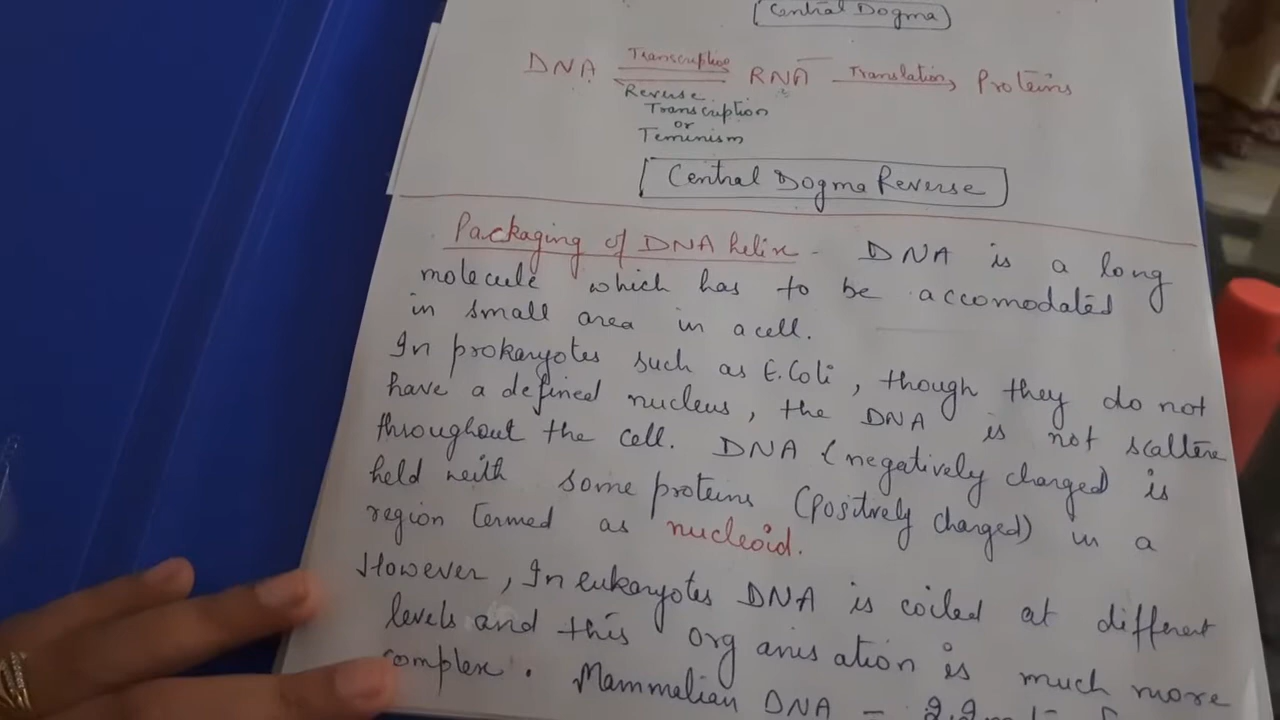 Central Dogma
DNA Transcription RNA Translation Proteins
Reverse
Transcription
or
Teminism
Central Dogma Reverse
Packaging of DNA helix - DNA is a long
molecule which has to be accomodated
in small area in a cell.
In prokaryotes such as E.Coli, though they do not
have a defined nucleus, the DNA is not scattere
throughout the cell. DNA (negatively charged) is
held with some proteins (positively charged) in a
region termed as nucleoid.
However, In eukaryotes DNA is coiled at different
levels and this organisation is much more
complex. Mammalian DNA - 2.2